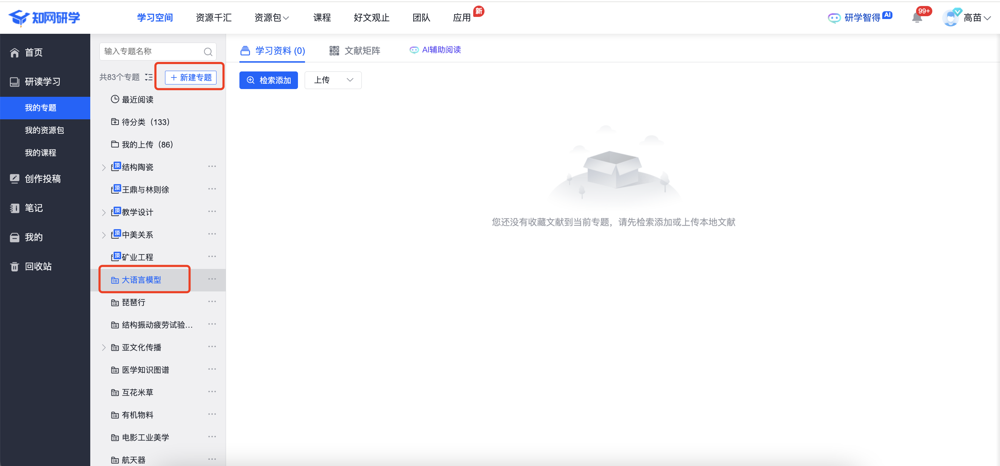 知网研学
学习空间 资源千汇 资源包 课程 好文观止 团队 应用 新
研学智得 AI 99+ 高苗
首页
研读学习
我的专题
我的资源包
我的课程
创作投稿
笔记
我的
回收站
输入专题名称
共83个专题 + 新建专题
最近阅读
待分类（133）
我的上传（86）
顶 结构陶瓷 ...
顶 王鼎与林则徐 ...
顶 教学设计 ...
顶 中美关系 ...
顶 矿业工程 ...
大语言模型 ...
琵琶行 ...
结构振动疲劳试验... ...
亚文化传播 ...
医学知识图谱 ...
互花米草 ...
有机物料 ...
电影工业美学 ...
航天器 ...
学习资料 (0) 文献矩阵 AI辅助阅读
检索添加 上传
您还没有收藏文献到当前专题，请先检索添加或上传本地文献